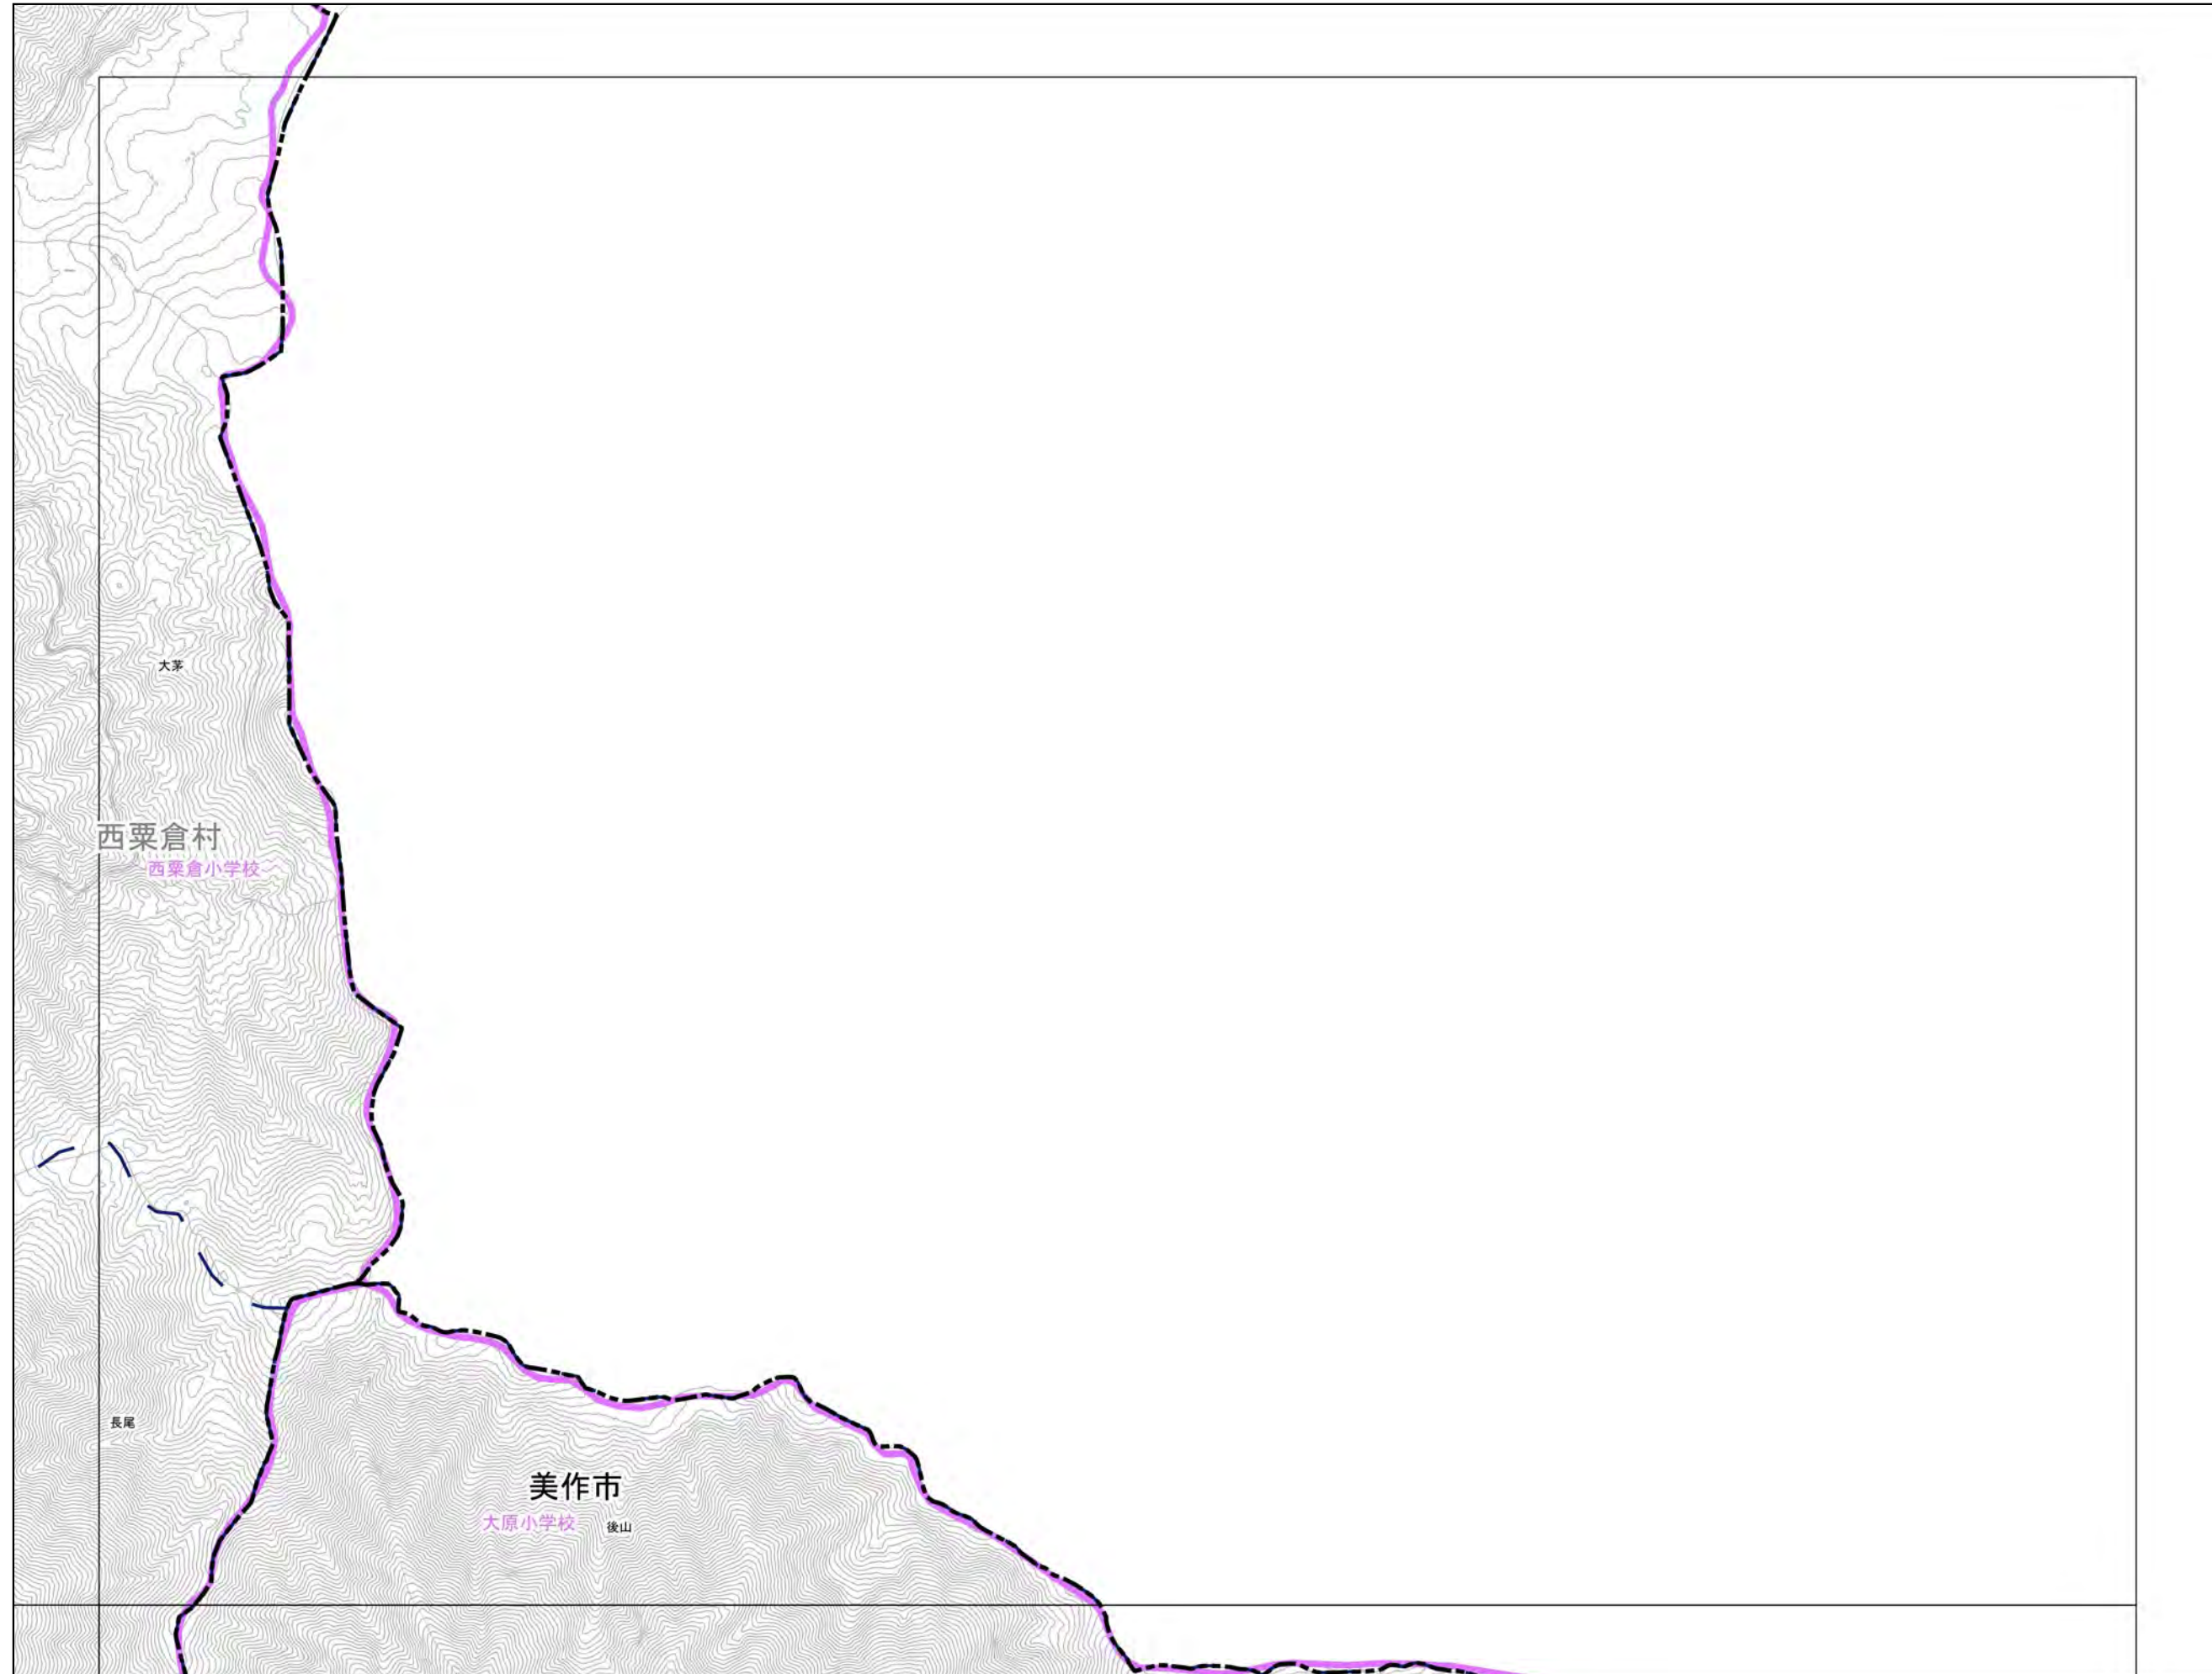 大茅
西粟倉村
西粟倉小学校
長尾
美作市
大原小学校
後山